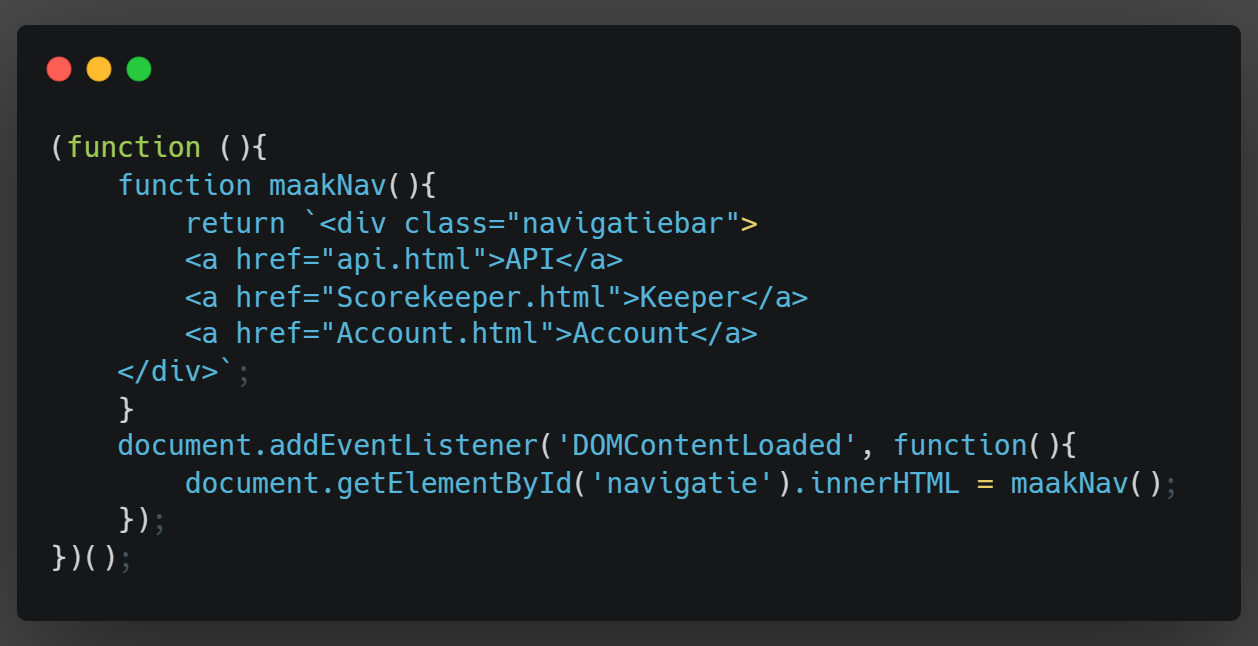 (function (){
    function maakNav(){
        return `<div class="navigatiebar">
        <a href="api.html">API</a>
        <a href="Scorekeeper.html">Keeper</a>
        <a href="Account.html">Account</a>
    </div>`;
    }
    document.addEventListener('DOMContentLoaded', function(){
        document.getElementById('navigatie').innerHTML = maakNav();
    });
})();